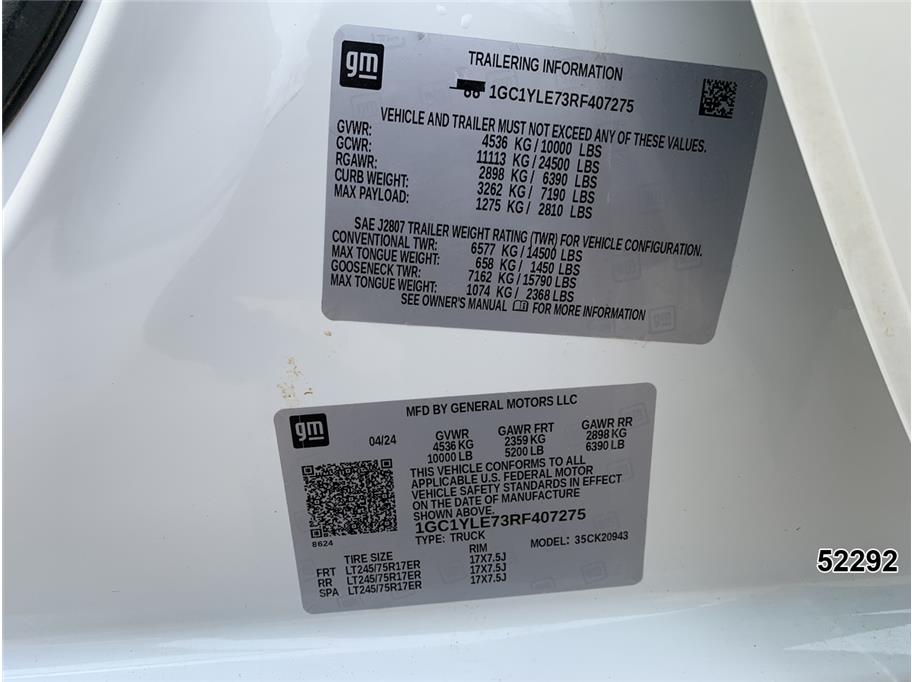 gm
TRAILERING INFORMATION
1GC1YLE73RF407275
VEHICLE AND TRAILER MUST NOT EXCEED ANY OF THESE VALUES.
GVWR: 4536 KG / 10000 LBS
GCWR: 11113 KG / 24500 LBS
RGAWR: 2898 KG / 6390 LBS
CURB WEIGHT: 3262 KG / 7190 LBS
MAX PAYLOAD: 1275 KG / 2810 LBS
SAE J2807 TRAILER WEIGHT RATING (TWR) FOR VEHICLE CONFIGURATION.
CONVENTIONAL TWR: 6577 KG / 14500 LBS
MAX TONGUE WEIGHT: 658 KG / 1450 LBS
GOOSENECK TWR: 7162 KG / 15790 LBS
MAX TONGUE WEIGHT: 1074 KG / 2368 LBS
SEE OWNER'S MANUAL FOR MORE INFORMATION
gm
MFD BY GENERAL MOTORS LLC
04/24 GVWR GAWR FRT GAWR RR
4536 KG 2359 KG 2898 KG
10000 LB 5200 LB 6390 LB
THIS VEHICLE CONFORMS TO ALL
APPLICABLE U.S. FEDERAL MOTOR
VEHICLE SAFETY STANDARDS IN EFFECT
ON THE DATE OF MANUFACTURE
SHOWN ABOVE.
1GC1YLE73RF407275
8624 TYPE: TRUCK MODEL: 35CK20943
TIRE SIZE RIM
FRT LT245/75R17ER 17X7.5J
RR LT245/75R17ER 17X7.5J
SPA LT245/75R17ER 17X7.5J
52292